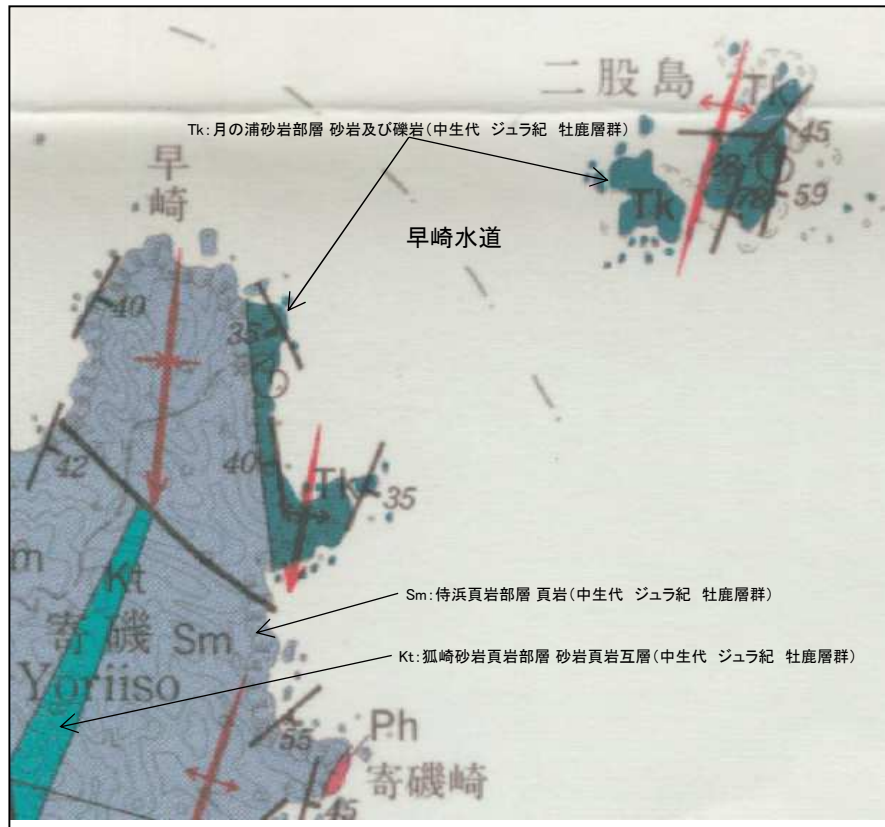 二股島
Tk
Tk:月の浦砂岩部層 砂岩及び礫岩(中生代 ジュラ紀 牡鹿層群)
45
早崎
28
78
59
Tk
早崎水道
40
35
42
40
Tk
35
m
Kt
Sm:侍浜頁岩部層 頁岩(中生代 ジュラ紀 牡鹿層群)
寄磯
Sm
Kt:狐崎砂岩頁岩部層 砂岩頁岩互層(中生代 ジュラ紀 牡鹿層群)
Yoriiso
55
Ph
寄磯崎
45